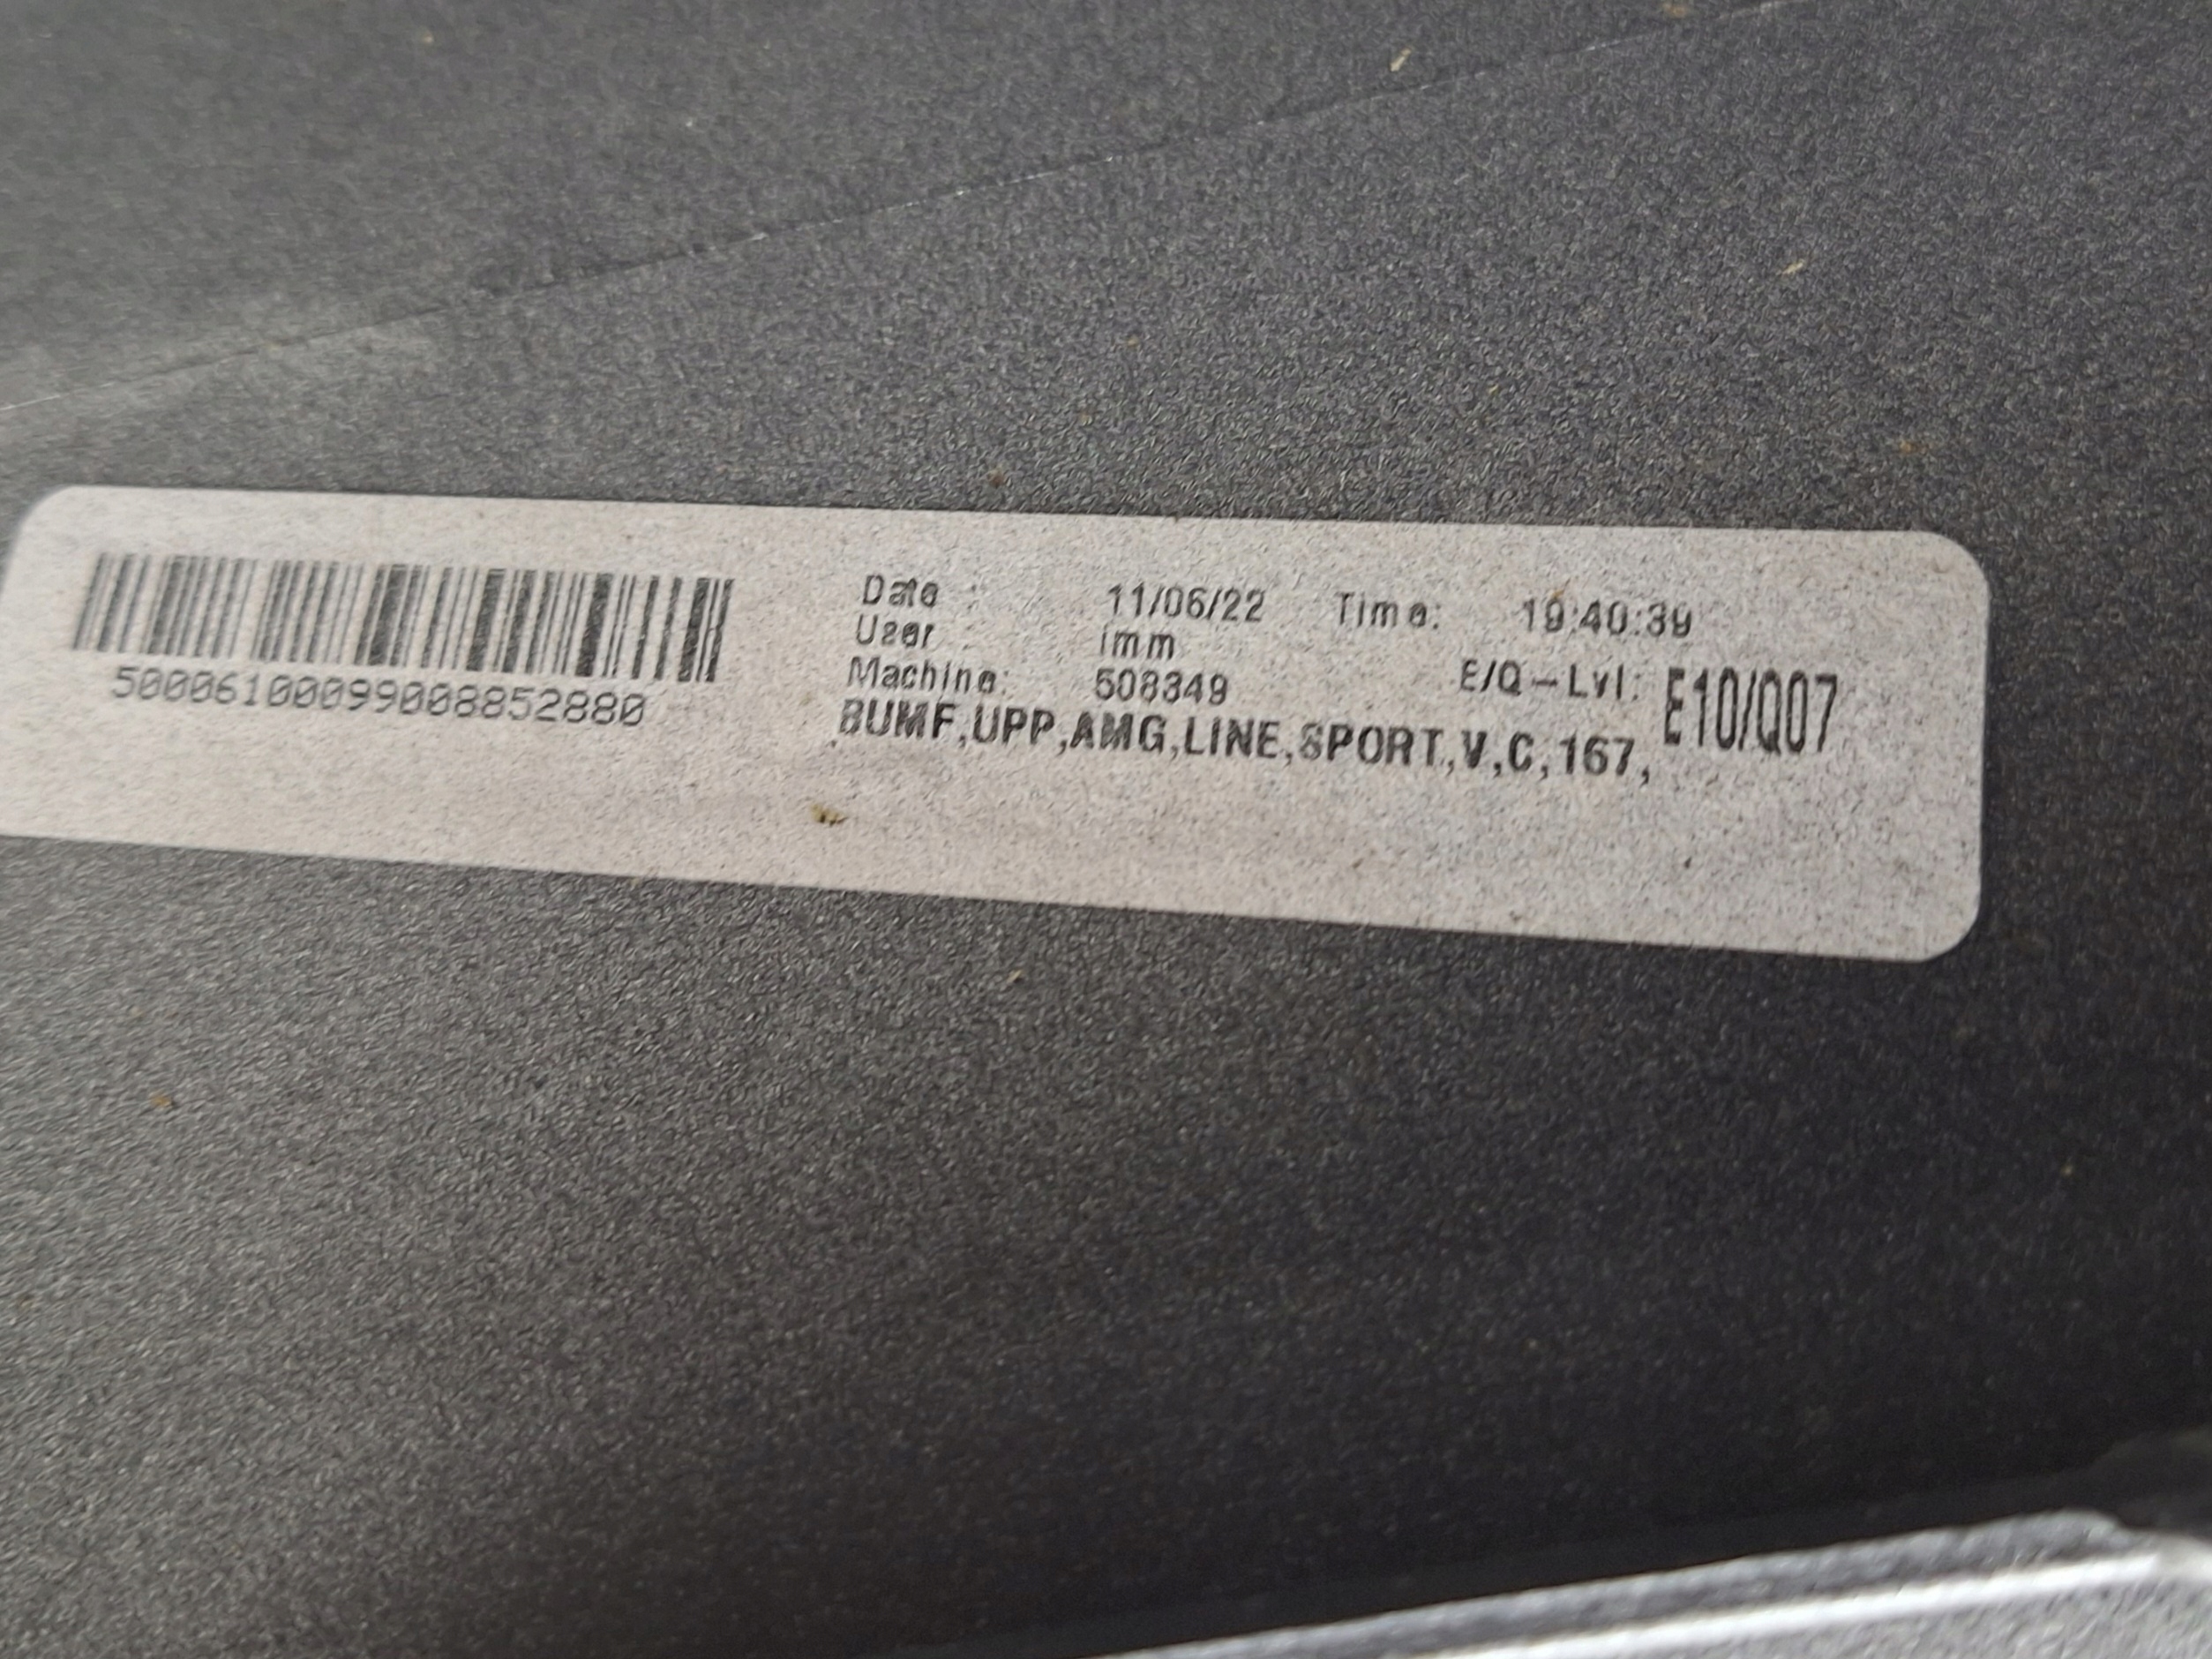 Date : 11/06/22 Time: 19:40:39
User imm
Machine: 508349 E/Q-Lvl: E10/Q07
BUMF,UPP,AMG,LINE,SPORT,V,C,167,
50006100099008852880